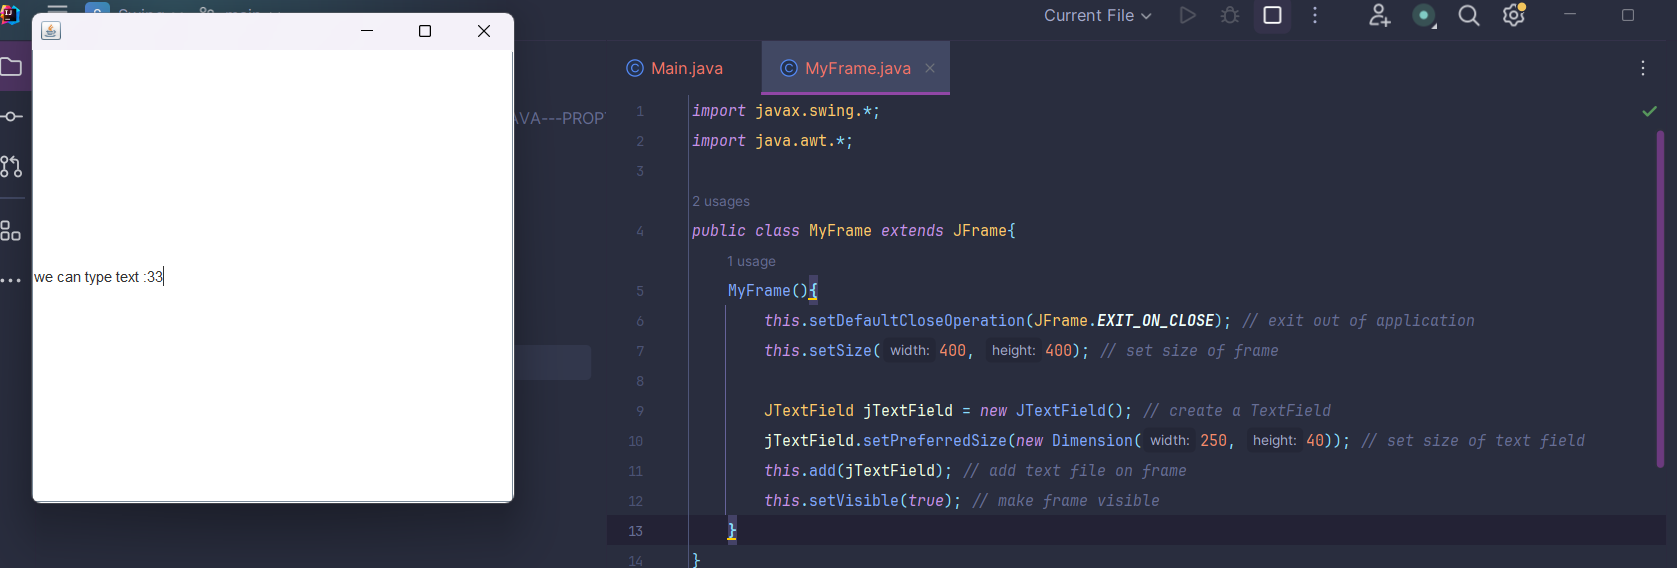 Current File
Main.java
MyFrame.java
AVA---PROP
we can type text :33
1 import javax.swing.*;
2 import java.awt.*;
3
2 usages
4 public class MyFrame extends JFrame{
1 usage
5 MyFrame(){
6 this.setDefaultCloseOperation(JFrame.EXIT_ON_CLOSE); // exit out of application
7 this.setSize( width: 400, height: 400); // set size of frame
8
9 JTextField jTextField = new JTextField(); // create a TextField
10 jTextField.setPreferredSize(new Dimension( width: 250, height: 40)); // set size of text field
11 this.add(jTextField); // add text file on frame
12 this.setVisible(true); // make frame visible
13 }
14 }